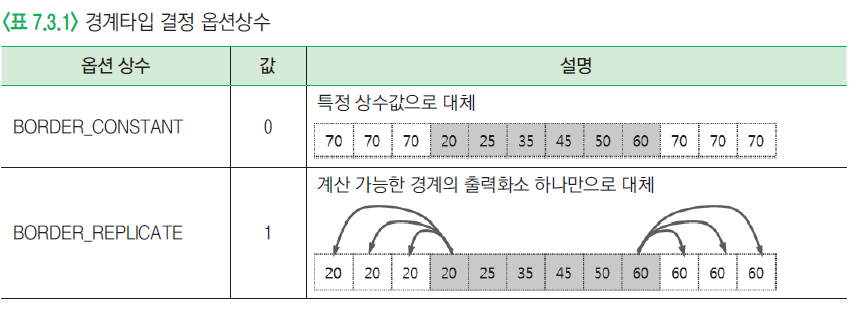 <표 7.3.1> 경계타입 결정 옵션상수
옵션 상수 값 설명
특정 상수값으로 대체
BORDER_CONSTANT 0
70 70 70 20 25 35 45 50 60 70 70 70
계산 가능한 경계의 출력화소 하나만으로 대체
BORDER_REPLICATE 1
20 20 20 20 25 35 45 50 60 60 60 60